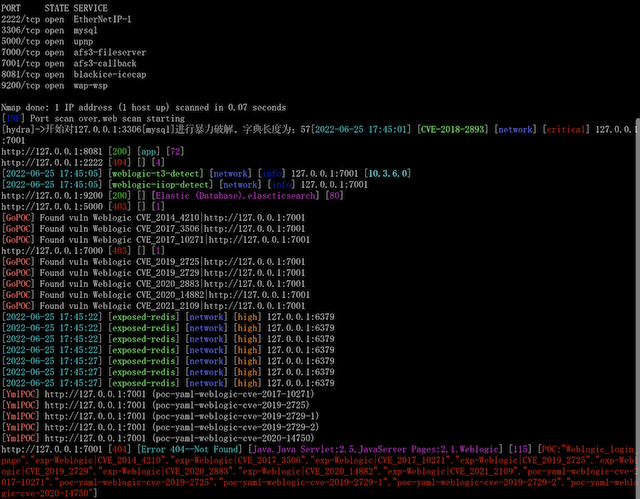 PORT     STATE SERVICE
2222/tcp open  EtherNetIP-1
3306/tcp open  mysql
5000/tcp open  upnp
7000/tcp open  afs3-fileserver
7001/tcp open  afs3-callback
8081/tcp open  blackice-icecap
9200/tcp open  wap-wsp
Nmap done: 1 IP address (1 host up) scanned in 0.07 seconds
[INF] Port scan over.web scan starting
[hydra]->开始对127.0.0.1:3306[mysql]进行暴力破解，字典长度为：57[2022-06-25 17:45:01] [CVE-2018-2893] [network] [critical] 127.0.0.1
:7001
http://127.0.0.1:8081 [200] [app] [72]
http://127.0.0.1:2222 [404] [] [4]
[2022-06-25 17:45:05] [weblogic-t3-detect] [network] [info] 127.0.0.1:7001 [10.3.6.0]
[2022-06-25 17:45:05] [weblogic-iiop-detect] [network] [info] 127.0.0.1:7001
http://127.0.0.1:9200 [200] [] [Elastic (Database).elascticsearch] [80]
http://127.0.0.1:5000 [403] [] [1]
[GoPOC] Found vuln Weblogic CVE_2014_4210|http://127.0.0.1:7001
[GoPOC] Found vuln Weblogic CVE_2017_3506|http://127.0.0.1:7001
[GoPOC] Found vuln Weblogic CVE_2017_10271|http://127.0.0.1:7001
http://127.0.0.1:7000 [403] [] [1]
[GoPOC] Found vuln Weblogic CVE_2019_2725|http://127.0.0.1:7001
[GoPOC] Found vuln Weblogic CVE_2019_2729|http://127.0.0.1:7001
[GoPOC] Found vuln Weblogic CVE_2020_2883|http://127.0.0.1:7001
[GoPOC] Found vuln Weblogic CVE_2020_14882|http://127.0.0.1:7001
[GoPOC] Found vuln Weblogic CVE_2021_2109|http://127.0.0.1:7001
[2022-06-25 17:45:22] [exposed-redis] [network] [high] 127.0.0.1:6379
[2022-06-25 17:45:22] [exposed-redis] [network] [high] 127.0.0.1:6379
[2022-06-25 17:45:22] [exposed-redis] [network] [high] 127.0.0.1:6379
[2022-06-25 17:45:22] [exposed-redis] [network] [high] 127.0.0.1:6379
[2022-06-25 17:45:27] [exposed-redis] [network] [high] 127.0.0.1:6379
[2022-06-25 17:45:27] [exposed-redis] [network] [high] 127.0.0.1:6379
[2022-06-25 17:45:27] [exposed-redis] [network] [high] 127.0.0.1:6379
[YmlPOC] http://127.0.0.1:7001 (poc-yaml-weblogic-cve-2017-10271)
[YmlPOC] http://127.0.0.1:7001 (poc-yaml-weblogic-cve-2019-2725)
[YmlPOC] http://127.0.0.1:7001 (poc-yaml-weblogic-cve-2019-2729-1)
[YmlPOC] http://127.0.0.1:7001 (poc-yaml-weblogic-cve-2019-2729-2)
[YmlPOC] http://127.0.0.1:7001 (poc-yaml-weblogic-cve-2020-14750)
http://127.0.0.1:7001 [404] [Error 404--Not Found] [Java,Java Servlet:2.5,JavaServer Pages:2.1,Weblogic] [115] [POC:"Weblogic_login_
page","exp-Weblogic|CVE_2014_4210","exp-Weblogic|CVE_2017_3506","exp-Weblogic|CVE_2017_10271","exp-Weblogic|CVE_2019_2725","exp-Webl
ogic|CVE_2019_2729","exp-Weblogic|CVE_2020_2883","exp-Weblogic|CVE_2020_14882","exp-Weblogic|CVE_2021_2109","poc-yaml-weblogic-cve-2
017-10271","poc-yaml-weblogic-cve-2019-2725","poc-yaml-weblogic-cve-2019-2729-1","poc-yaml-weblogic-cve-2019-2729-2","poc-yaml-weblogic
-cve-2020-14750"]